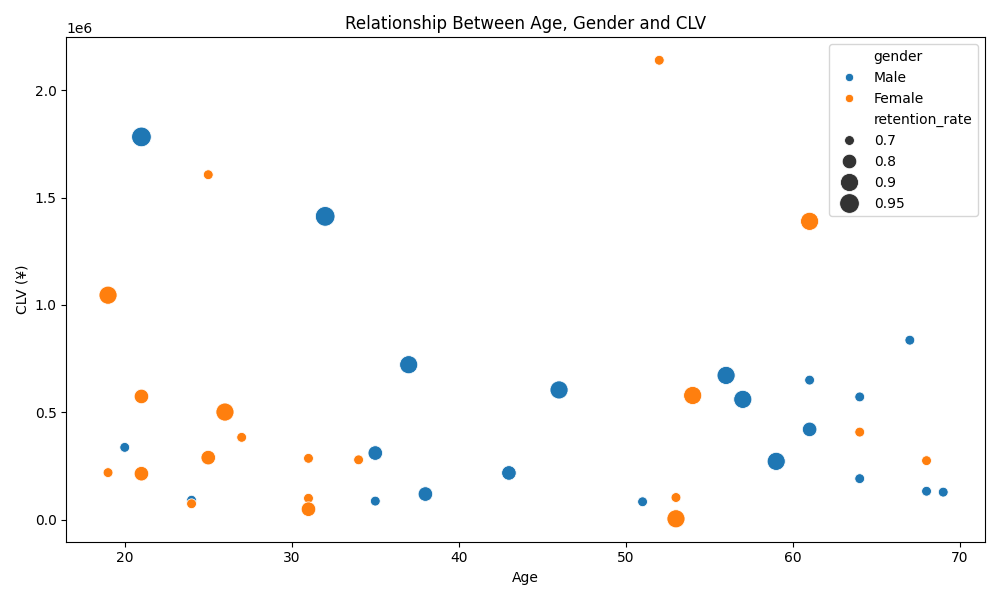 Relationship Between Age, Gender and CLV
1e6
gender
Male
Female
retention_rate
0.7
0.8
0.9
0.95
2.0
1.5
1.0
0.5
0.0
CLV (¥)
20 30 40 50 60 70
Age